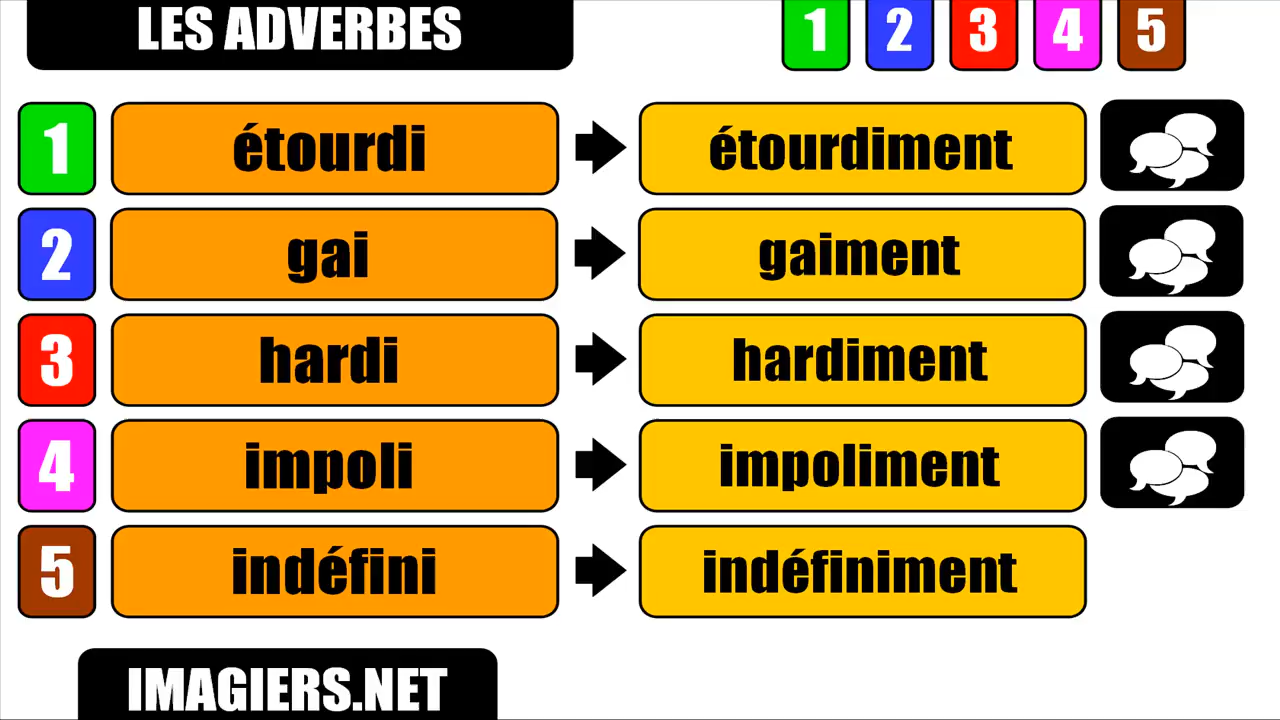 LES ADVERBES
1 2 3 4 5
1 étourdi étourdiment
2 gai gaiment
3 hardi hardiment
4 impoli impoliment
5 indéfini indéfiniment
IMAGIERS.NET